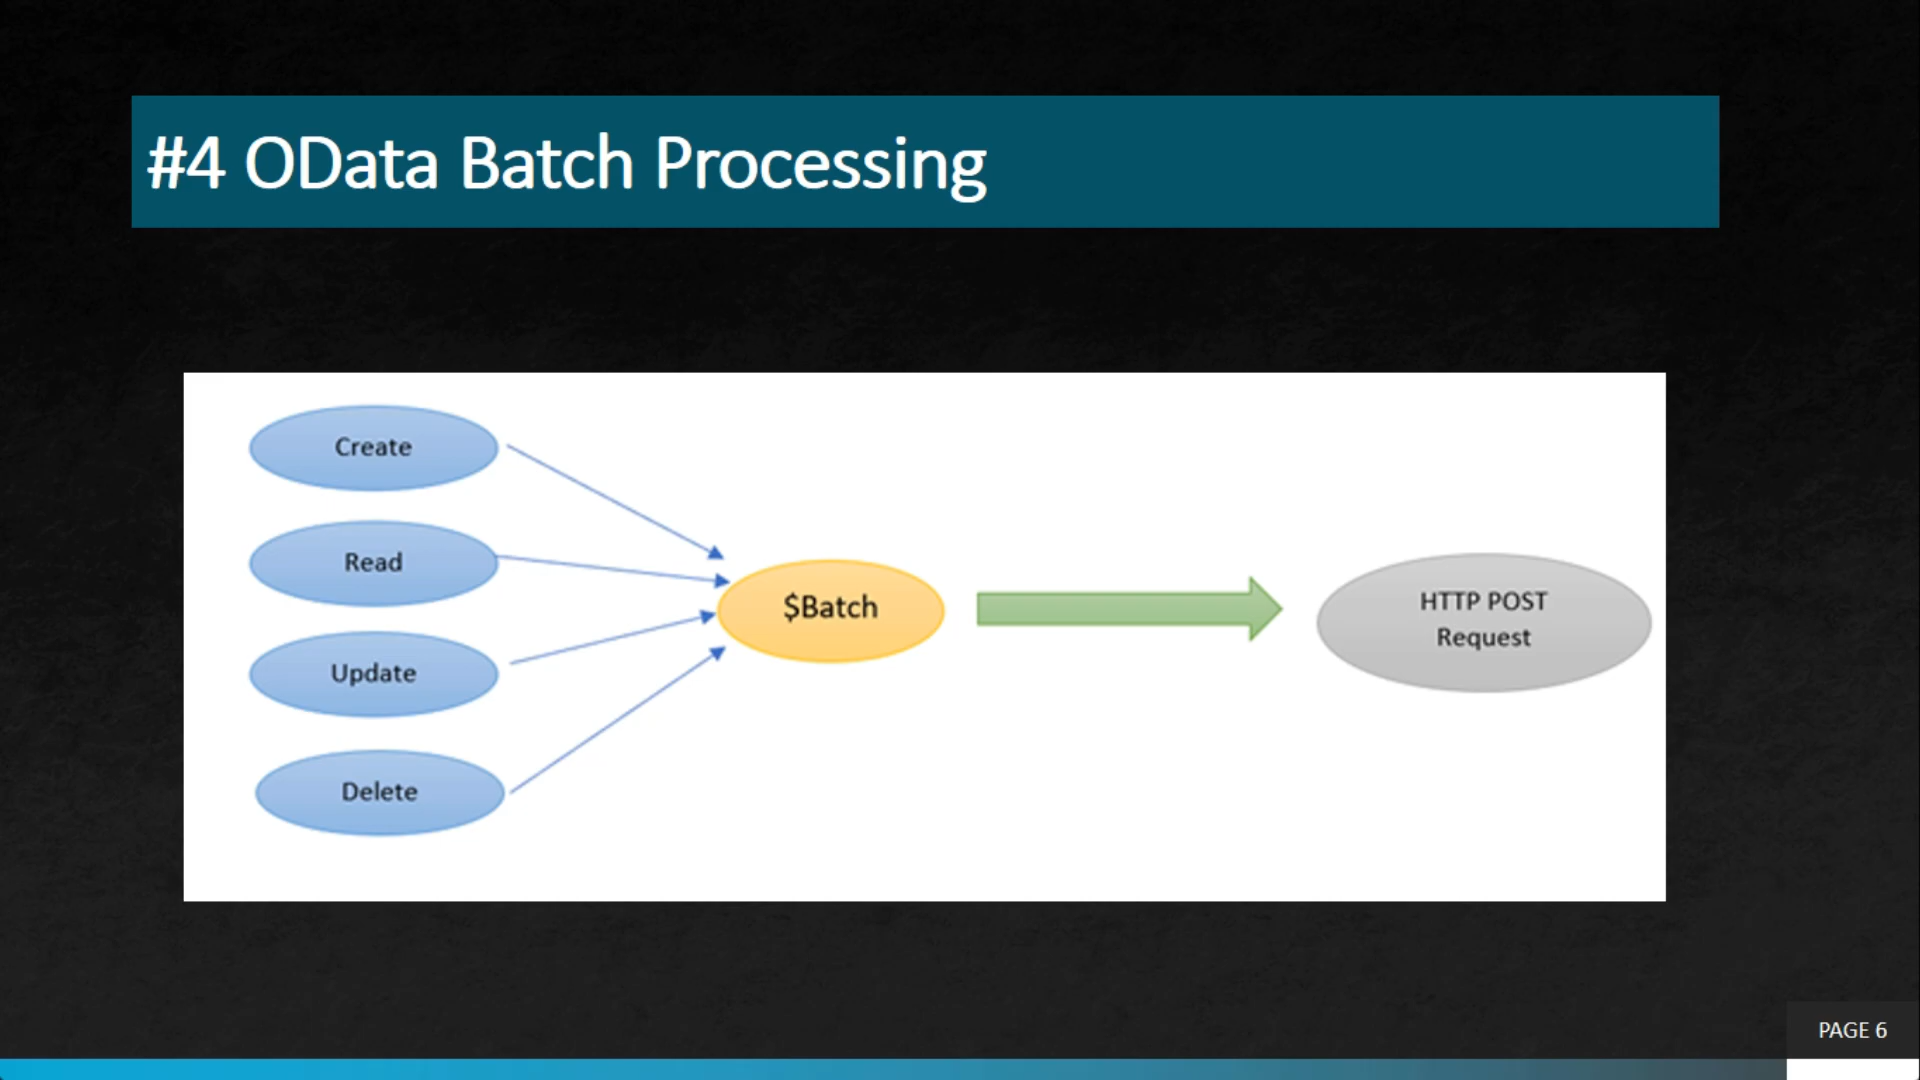 #4 OData Batch Processing
Create
Read
Update
Delete
$Batch
HTTP POST
Request
PAGE 6